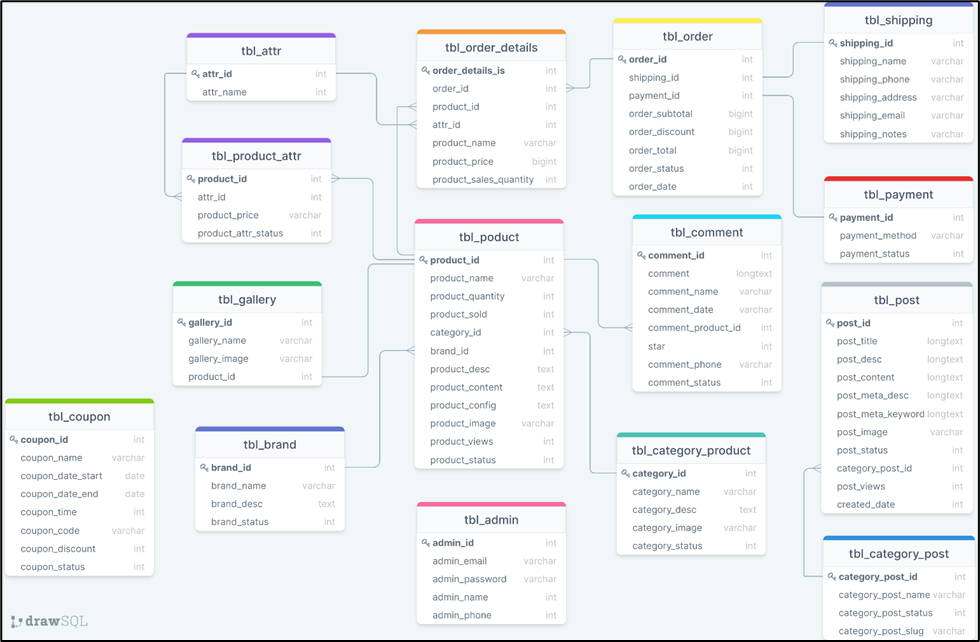 tbl_attr
attr_id int
attr_name int
tbl_product_attr
product_id int
attr_id int
product_price varchar
product_attr_status int
tbl_gallery
gallery_id int
gallery_name varchar
gallery_image varchar
product_id int
tbl_coupon
coupon_id int
coupon_name varchar
coupon_date_start date
coupon_date_end date
coupon_time int
coupon_code varchar
coupon_discount int
coupon_status int
tbl_brand
brand_id int
brand_name varchar
brand_desc text
brand_status int
tbl_order_details
order_details_is int
order_id int
product_id int
attr_id int
product_name varchar
product_price bigint
product_sales_quantity int
tbl_poduct
product_id int
product_name varchar
product_quantity int
product_sold int
category_id int
brand_id int
product_desc text
product_content text
product_config text
product_image varchar
product_views int
product_status int
tbl_admin
admin_id int
admin_email varchar
admin_password varchar
admin_name int
admin_phone int
tbl_order
order_id int
shipping_id int
payment_id int
order_subtotal bigint
order_discount bigint
order_total bigint
order_status int
order_date int
tbl_comment
comment_id int
comment longtext
comment_name varchar
comment_date varchar
comment_product_id int
star int
comment_phone varchar
comment_status int
tbl_category_product
category_id int
category_name varchar
category_desc text
category_image varchar
category_status int
tbl_shipping
shipping_id int
shipping_name varchar
shipping_phone varchar
shipping_address varchar
shipping_email varchar
shipping_notes varchar
tbl_payment
payment_id int
payment_method varchar
payment_status int
tbl_post
post_id int
post_title longtext
post_desc longtext
post_content longtext
post_meta_desc longtext
post_meta_keyword longtext
post_image varchar
post_status int
category_post_id int
post_views int
created_date int
tbl_category_post
category_post_id int
category_post_name varchar
category_post_status int
category_post_slug varchar
drawSQL